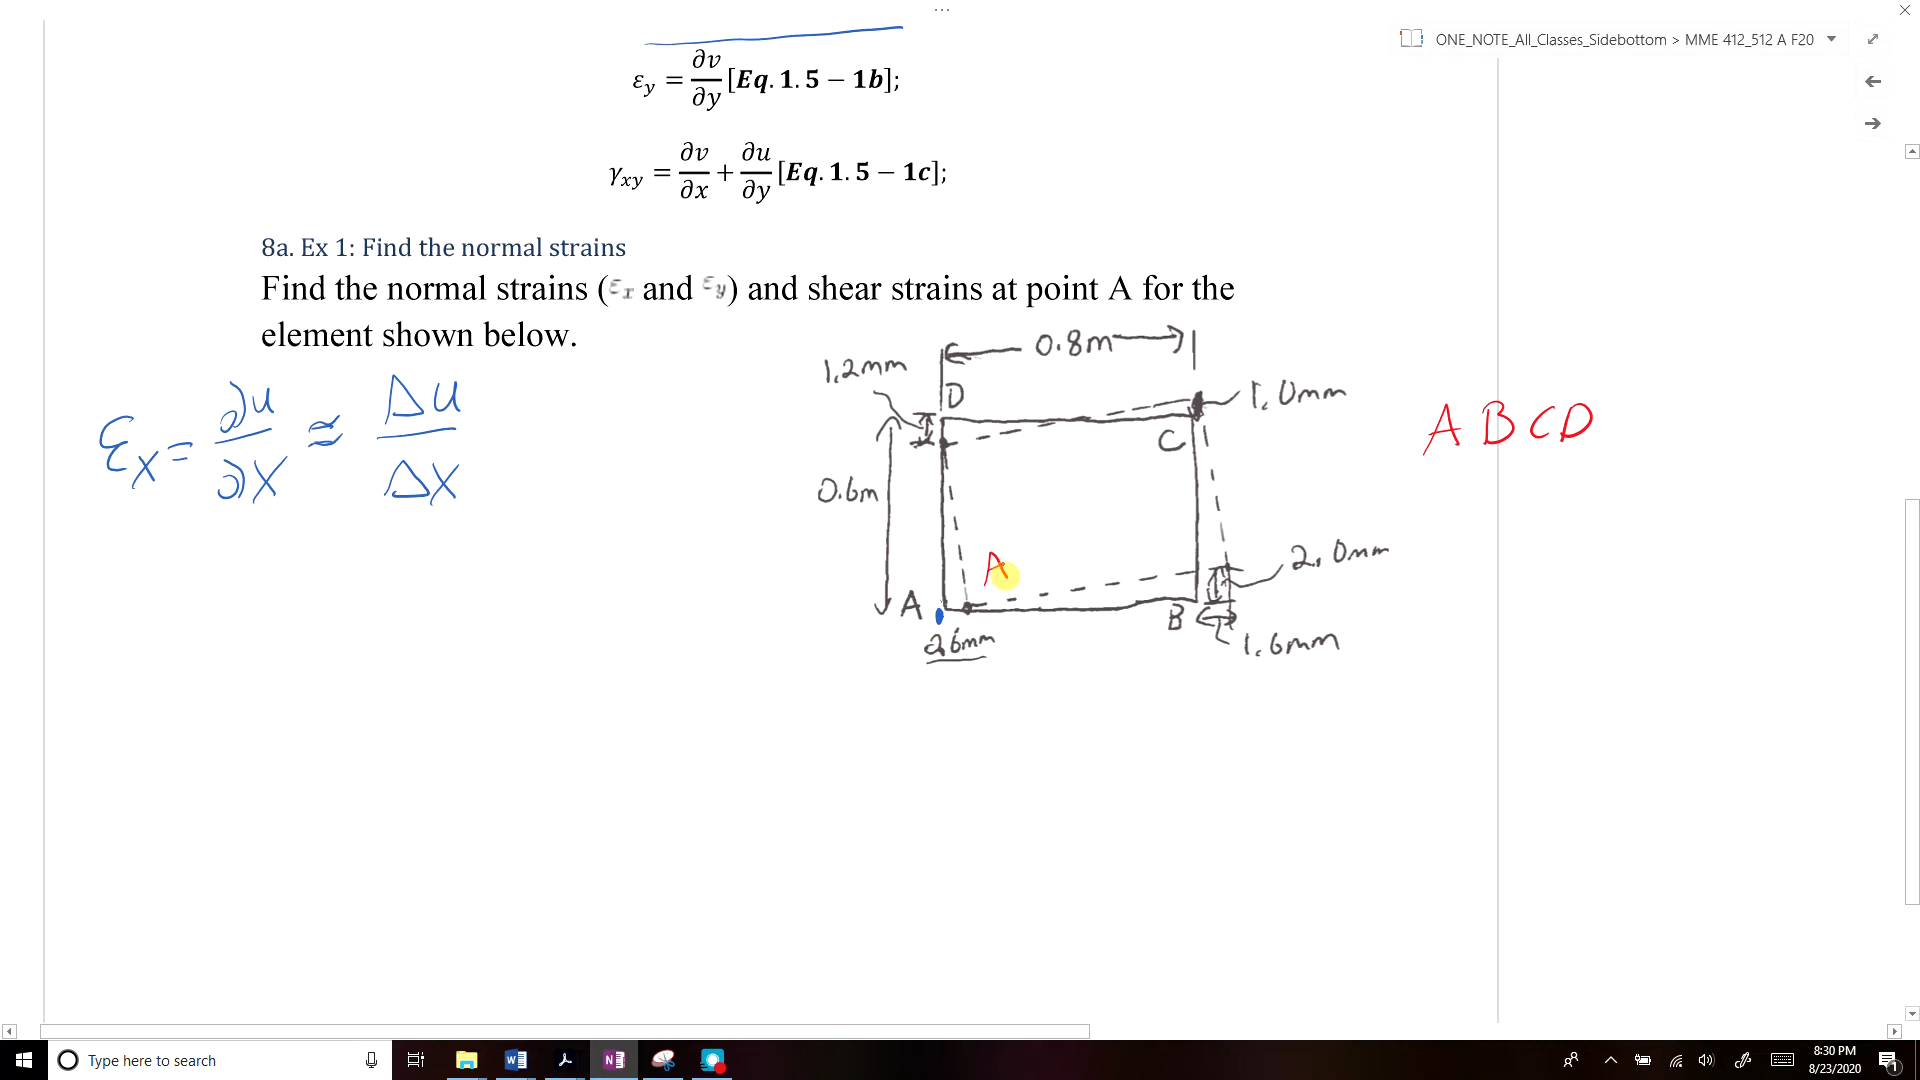 ...
ONE_NOTE_All_Classes_Sidebottom > MME 412_512 A F20
εy = ∂v/∂y [Eq. 1.5 − 1b];
γxy = ∂v/∂x + ∂u/∂y [Eq. 1.5 − 1c];
8a. Ex 1: Find the normal strains
Find the normal strains (εx and εy) and shear strains at point A for the
element shown below.
0.8m
1.2mm
D
1.0mm
εx = ∂u/∂x ≈ Δu/Δx
A B C D
C
0.6m
2.0mm
A
A
B
1.6mm
Type here to search
8:30 PM
8/23/2020
1